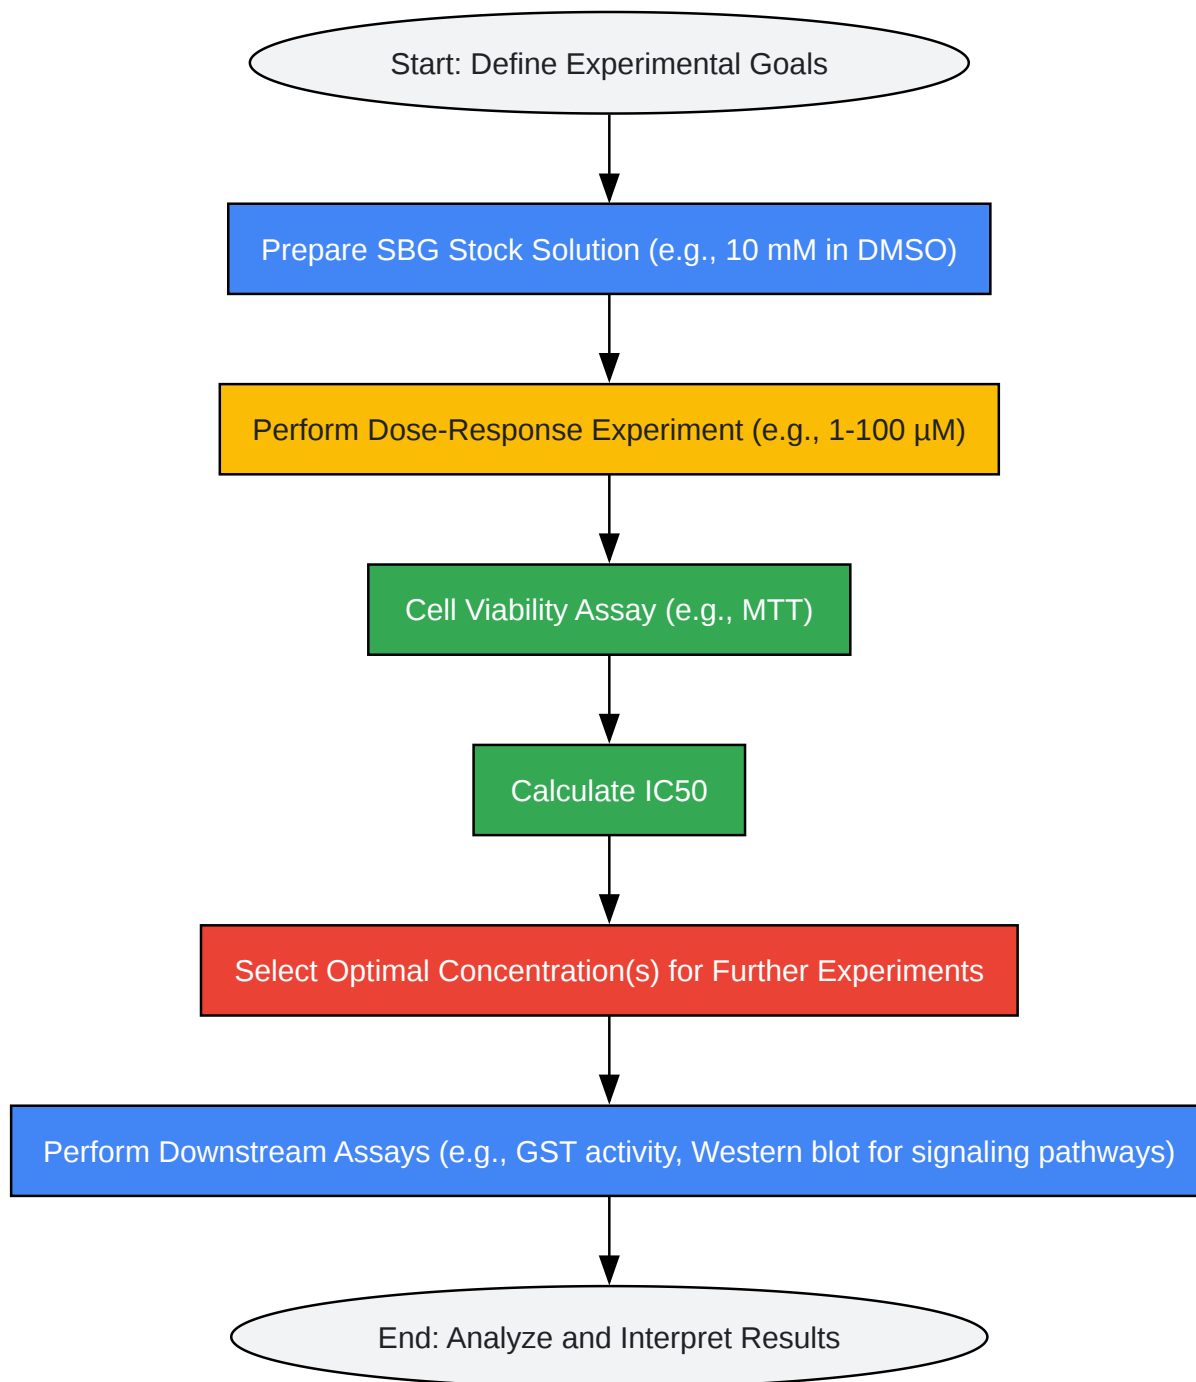 Start: Define Experimental Goals
Prepare SBG Stock Solution (e.g., 10 mM in DMSO)
Perform Dose-Response Experiment (e.g., 1-100 µM)
Cell Viability Assay (e.g., MTT)
Calculate IC50
Select Optimal Concentration(s) for Further Experiments
Perform Downstream Assays (e.g., GST activity, Western blot for signaling pathways)
End: Analyze and Interpret Results